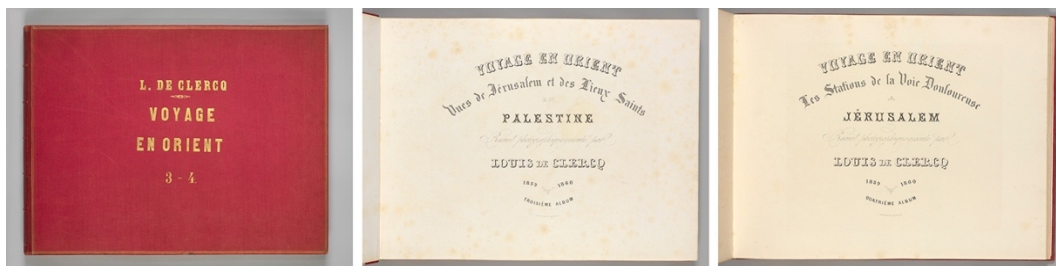 L. DE CLERCQ
VOYAGE
EN ORIENT
3 - 4
VOYAGE EN ORIENT
Vues de Jérusalem et des Lieux Saints
PALESTINE
Recueil photographique exécuté par
LOUIS DE CLERCQ
1859 1860
TROISIÈME ALBUM
VOYAGE EN ORIENT
Les Stations de la Voie Douloureuse
A
JÉRUSALEM
Recueil photographique exécuté par
LOUIS DE CLERCQ
1859 1860
QUATRIÈME ALBUM